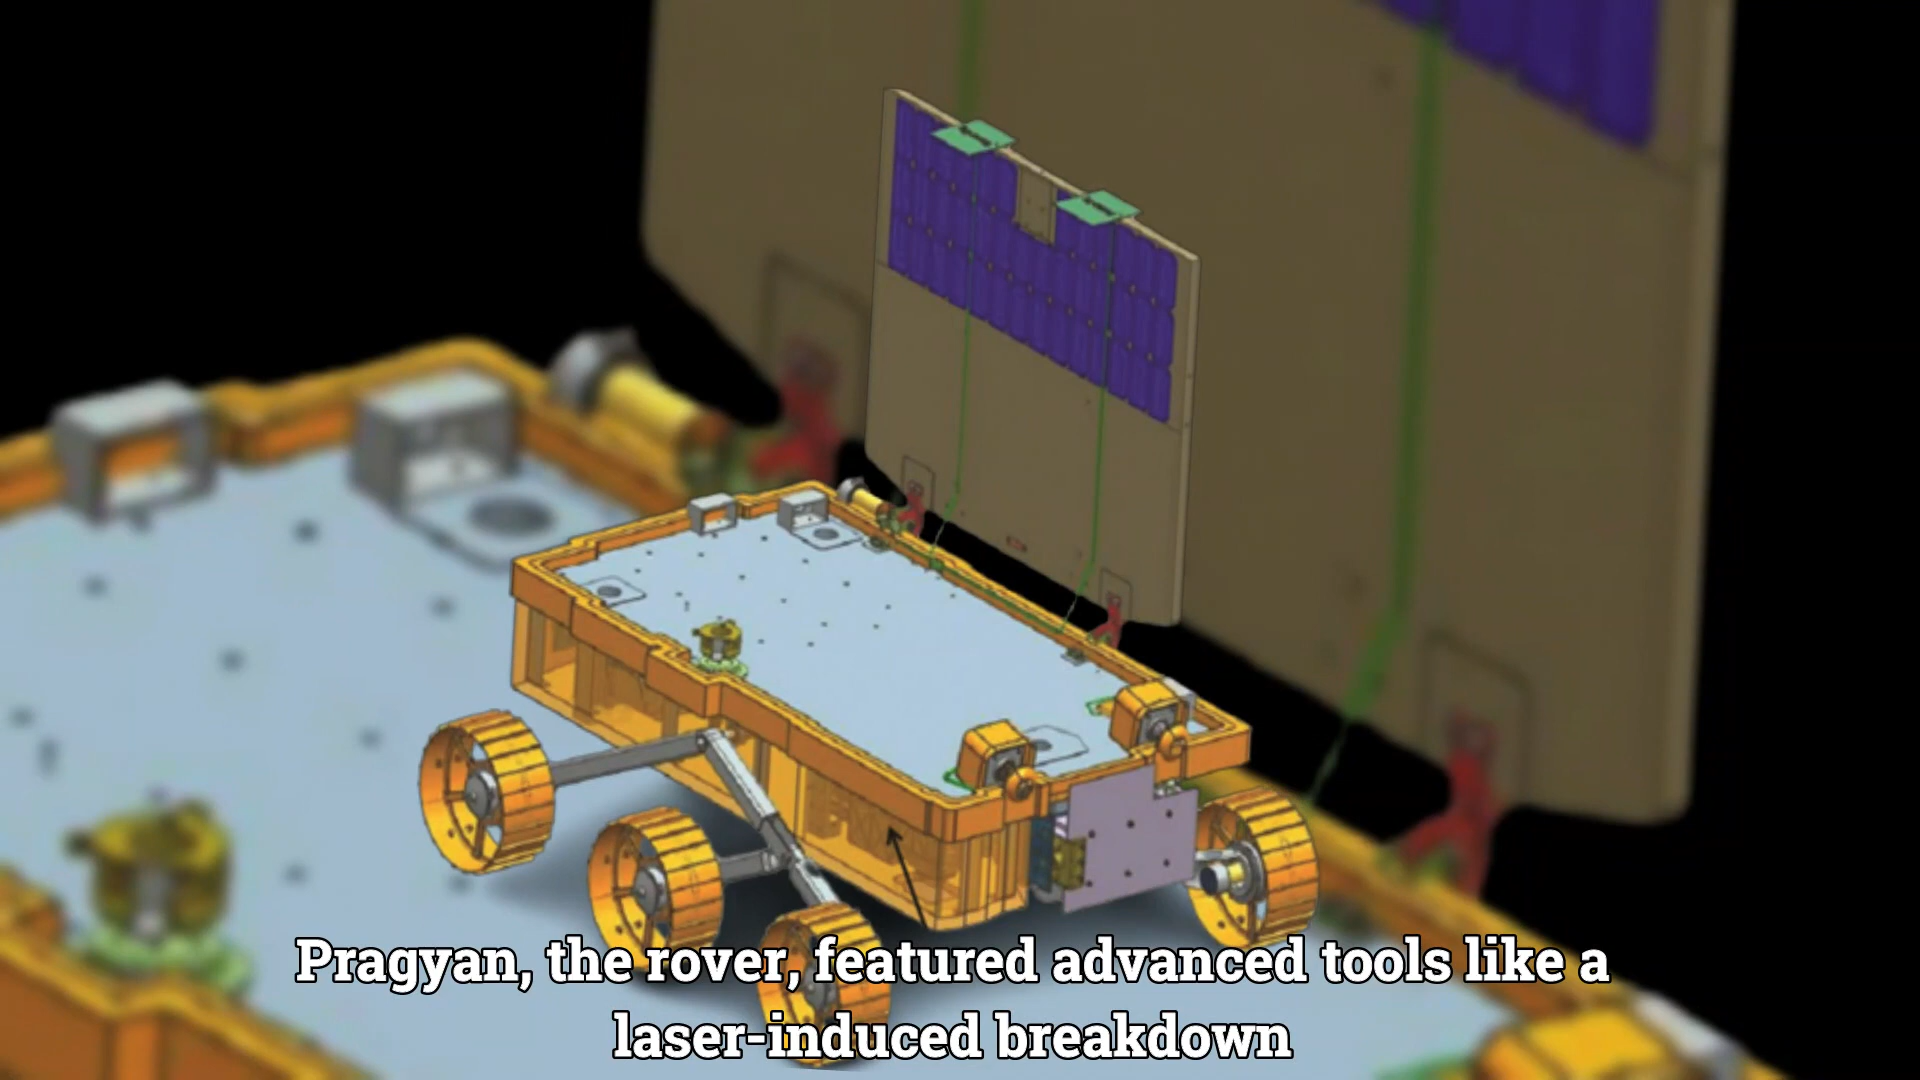 Pragyan, the rover, featured advanced tools like a
laser-induced breakdown